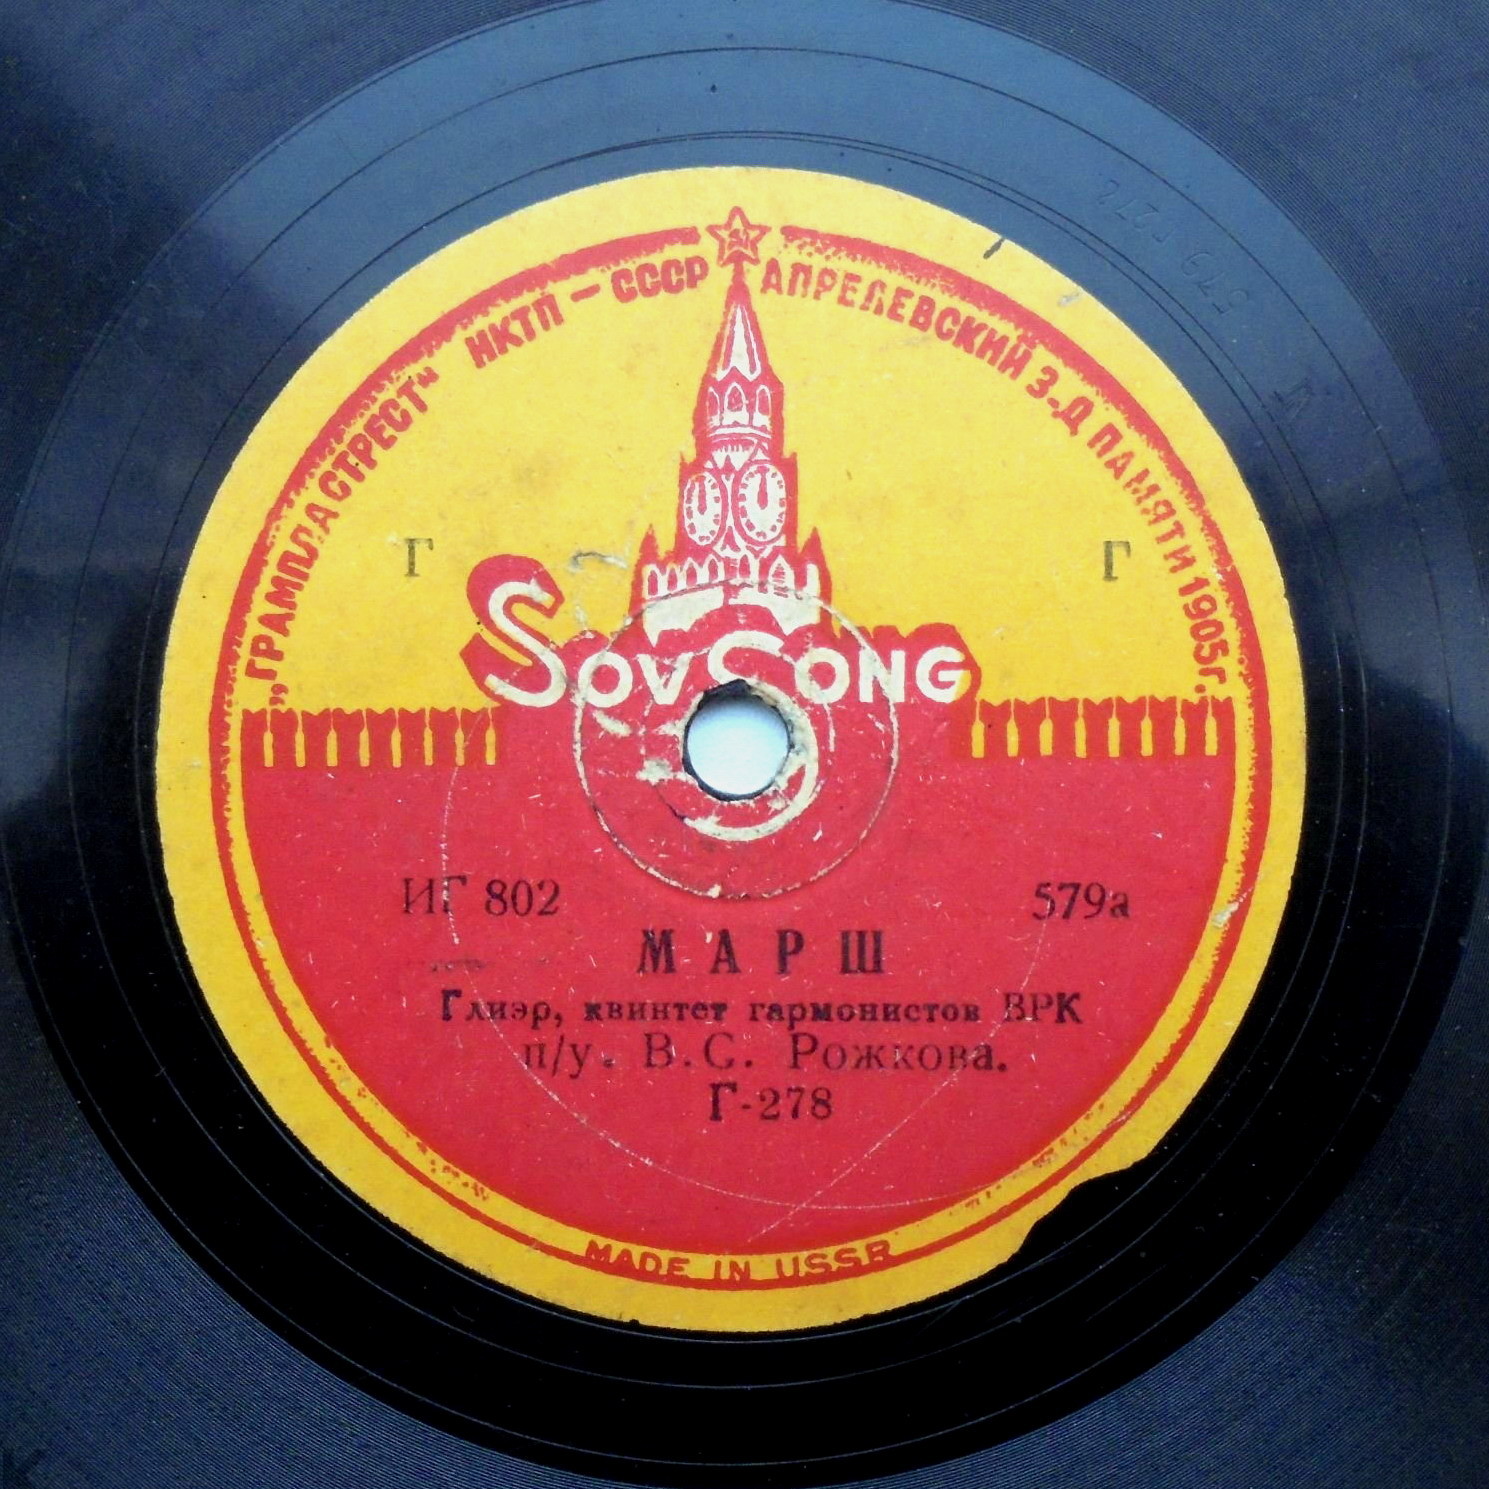 „ГРАМПЛАСТРЕСТ“ НКТП – СССР АПРЕЛЕВСКИЙ З-Д ПАМЯТИ 1905 г.
Г Г
SovSong
ИГ 802 579а
МАРШ
Глиэр, квинтет гармонистов ВРК
п/у. В.С. Рожкова.
Г-278
MADE IN USSR